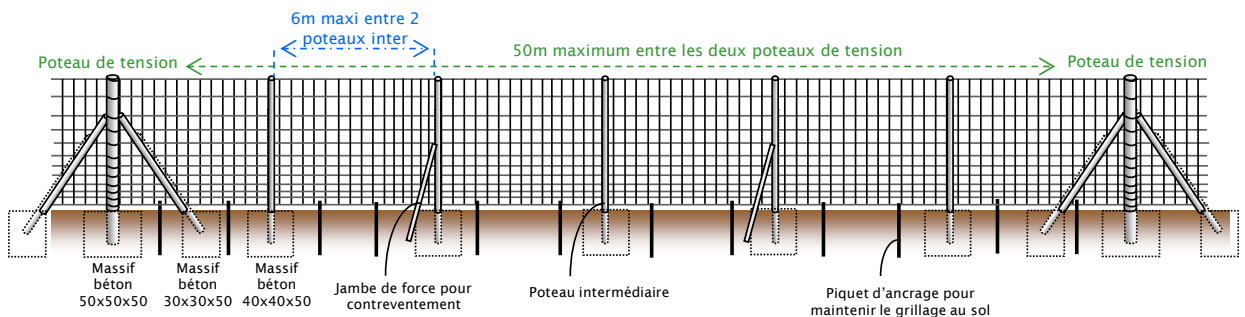 6m maxi entre 2
poteaux inter
50m maximum entre les deux poteaux de tension
Poteau de tension
Poteau de tension
Massif
béton
50x50x50
Massif
béton
30x30x50
Massif
béton
40x40x50
Jambe de force pour
contreventement
Poteau intermédiaire
Piquet d'ancrage pour
maintenir le grillage au sol